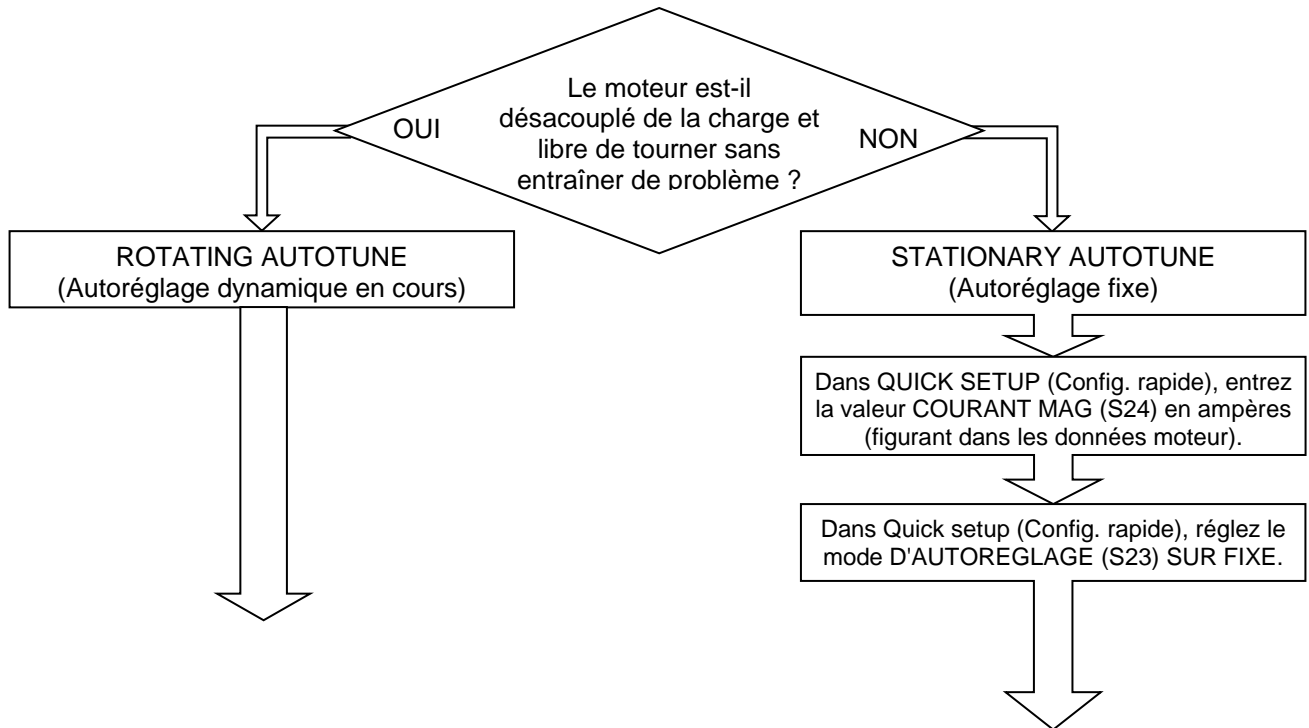 Le moteur est-il
désacouplé de la charge et
libre de tourner sans
entraîner de problème ?
OUI
NON
ROTATING AUTOTUNE
(Autoréglage dynamique en cours)
STATIONARY AUTOTUNE
(Autoréglage fixe)
Dans QUICK SETUP (Config. rapide), entrez
la valeur COURANT MAG (S24) en ampères
(figurant dans les données moteur).
Dans Quick setup (Config. rapide), réglez le
mode D'AUTOREGLAGE (S23) SUR FIXE.